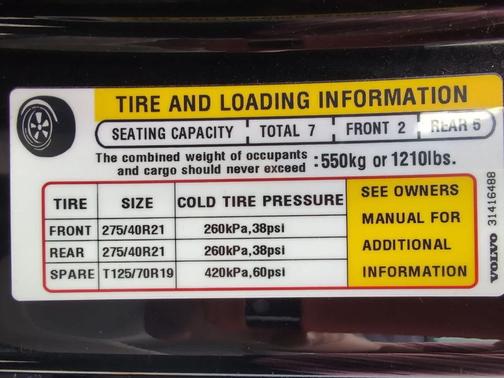 TIRE AND LOADING INFORMATION
SEATING CAPACITY TOTAL 7 FRONT 2 REAR 5
The combined weight of occupants
and cargo should never exceed :550kg or 1210lbs.
TIRE SIZE COLD TIRE PRESSURE
FRONT 275/40R21 260kPa,38psi
REAR 275/40R21 260kPa,38psi
SPARE T125/70R19 420kPa,60psi
SEE OWNERS
MANUAL FOR
ADDITIONAL
INFORMATION
VOLVO 31416488